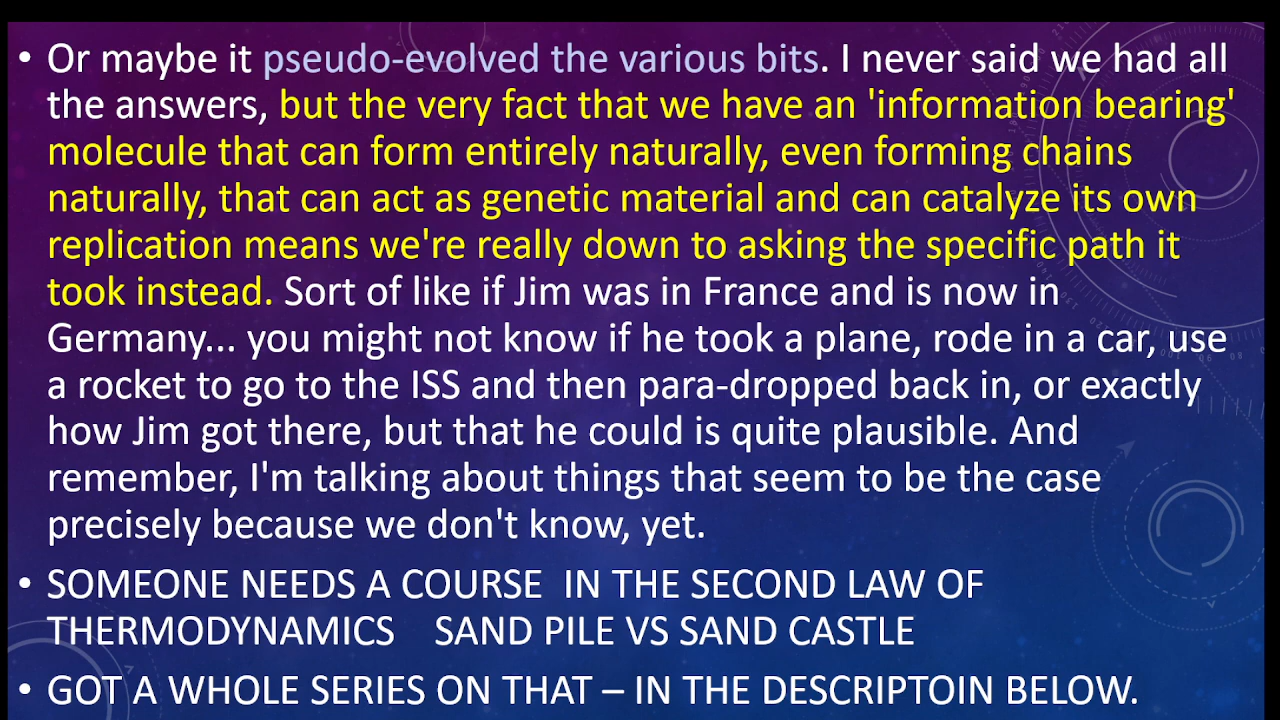 • Or maybe it pseudo-evolved the various bits. I never said we had all
the answers, but the very fact that we have an 'information bearing'
molecule that can form entirely naturally, even forming chains
naturally, that can act as genetic material and can catalyze its own
replication means we're really down to asking the specific path it
took instead. Sort of like if Jim was in France and is now in
Germany... you might not know if he took a plane, rode in a car, use
a rocket to go to the ISS and then para-dropped back in, or exactly
how Jim got there, but that he could is quite plausible. And
remember, I'm talking about things that seem to be the case
precisely because we don't know, yet.
• SOMEONE NEEDS A COURSE IN THE SECOND LAW OF
THERMODYNAMICS SAND PILE VS SAND CASTLE
• GOT A WHOLE SERIES ON THAT – IN THE DESCRIPTOIN BELOW.